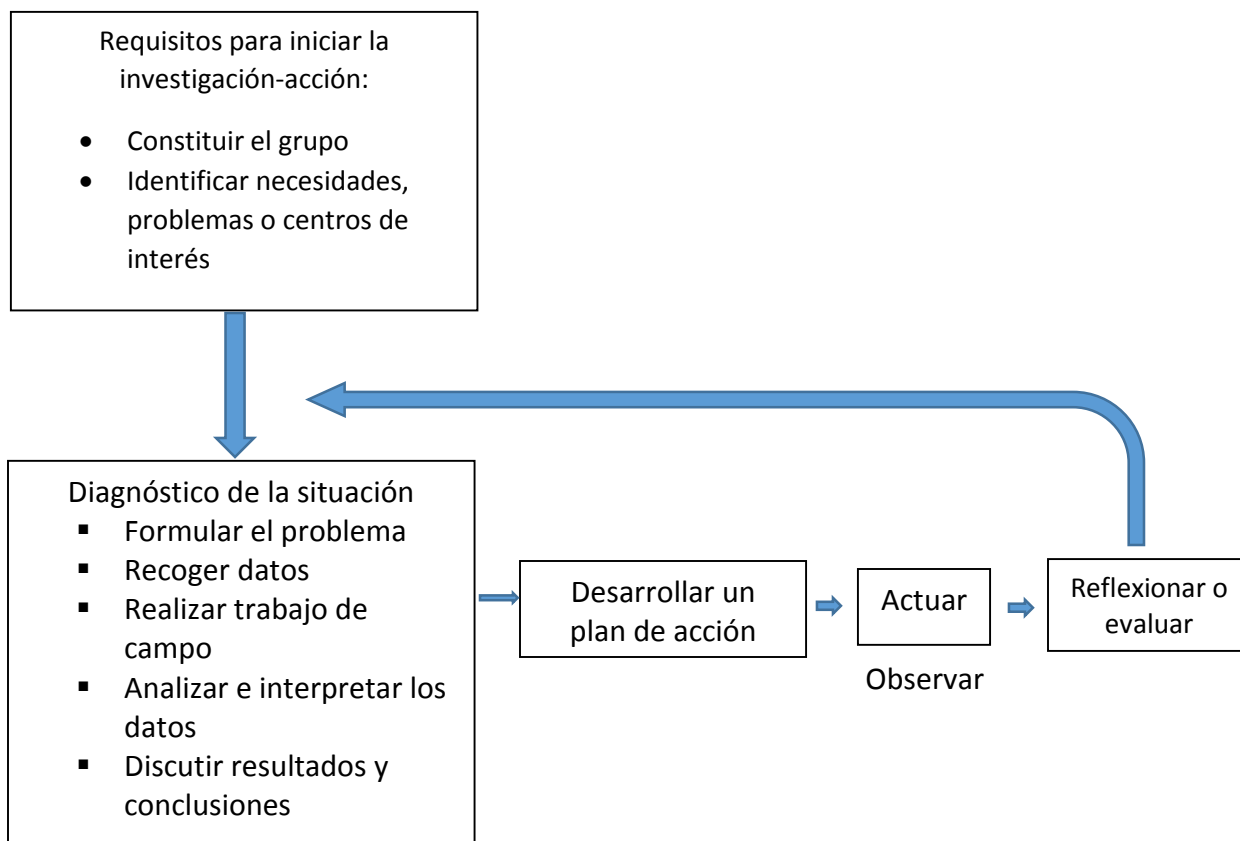 Requisitos para iniciar la
investigación-acción:
• Constituir el grupo
• Identificar necesidades,
problemas o centros de
interés
Diagnóstico de la situación
▪ Formular el problema
▪ Recoger datos
▪ Realizar trabajo de
campo
▪ Analizar e interpretar los
datos
▪ Discutir resultados y
conclusiones
Desarrollar un
plan de acción
Actuar
Observar
Reflexionar o
evaluar